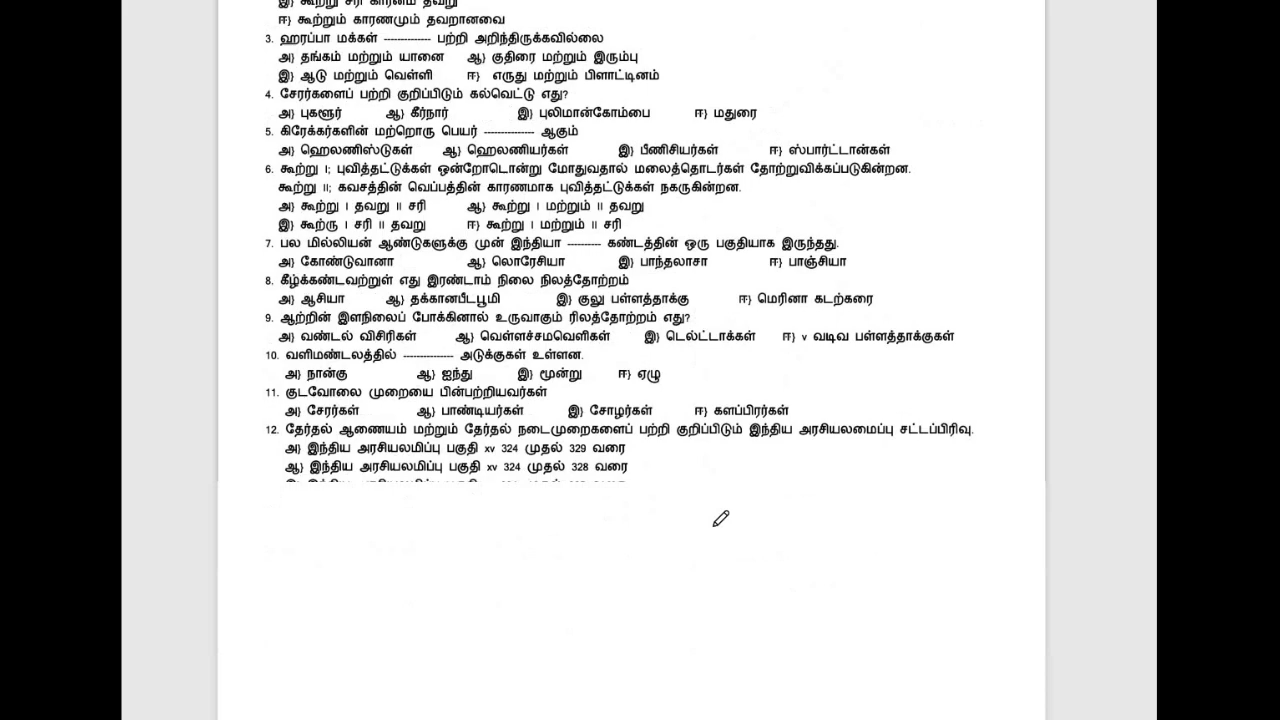 இ} கூற்று சரி காரணம் தவறு
ஈ} கூற்றும் காரணமும் தவறானவை
3. ஹரப்பா மக்கள் -------------- பற்றி அறிந்திருக்கவில்லை
அ} தங்கம் மற்றும் யானை ஆ} குதிரை மற்றும் இரும்பு
இ} ஆடு மற்றும் வெள்ளி ஈ} எருது மற்றும் பிளாட்டினம்
4. சேரர்களைப் பற்றி குறிப்பிடும் கல்வெட்டு எது?
அ} புகளூர் ஆ} கீர்நார் இ} புலிமான்கோம்பை ஈ} மதுரை
5. கிரேக்கர்களின் மற்றொரு பெயர் --------------- ஆகும்
அ} ஹெலணிஸ்டுகள் ஆ} ஹெலணியர்கள் இ} பீணிசியர்கள் ஈ} ஸ்பார்ட்டான்கள்
6. கூற்று I; புவித்தட்டுக்கள் ஒன்றோடொன்று மோதுவதால் மலைத்தொடர்கள் தோற்றுவிக்கப்படுகின்றன.
கூற்று II; கவசத்தின் வெப்பத்தின் காரணமாக புவித்தட்டுக்கள் நகருகின்றன.
அ} கூற்று I தவறு II சரி ஆ} கூற்று I மற்றும் II தவறு
இ} கூற்ரு I சரி II தவறு ஈ} கூற்று I மற்றும் II சரி
7. பல மில்லியன் ஆண்டுகளுக்கு முன் இந்தியா ---------- கண்டத்தின் ஒரு பகுதியாக இருந்தது.
அ} கோண்டுவானா ஆ} லொரேசியா இ} பாந்தலாசா ஈ} பாஞ்சியா
8. கீழ்க்கண்டவற்றுள் எது இரண்டாம் நிலை நிலத்தோற்றம்
அ} ஆசியா ஆ} தக்கானபீடபூமி இ} குலு பள்ளத்தாக்கு ஈ} மெரினா கடற்கரை
9. ஆற்றின் இளநிலைப் போக்கினால் உருவாகும் ரிலத்தோற்றம் எது?
அ} வண்டல் விசிரிகள் ஆ} வெள்ளச்சமவெளிகள் இ} டெல்ட்டாக்கள் ஈ} v வடிவ பள்ளத்தாக்குகள்
10. வளிமண்டலத்தில் --------------- அடுக்குகள் உள்ளன.
அ} நான்கு ஆ} ஐந்து இ} மூன்று ஈ} ஏழு
11. குடவோலை முறையை பின்பற்றியவர்கள்
அ} சேரர்கள் ஆ} பாண்டியர்கள் இ} சோழர்கள் ஈ} களப்பிரர்கள்
12. தேர்தல் ஆணையம் மற்றும் தேர்தல் நடைமுறைகளைப் பற்றி குறிப்பிடும் இந்திய அரசியலமைப்பு சட்டப்பிரிவு.
அ} இந்திய அரசியலமிப்பு பகுதி xv 324 முதல் 329 வரை
ஆ} இந்திய அரசியலமிப்பு பகுதி xv 324 முதல் 328 வரை